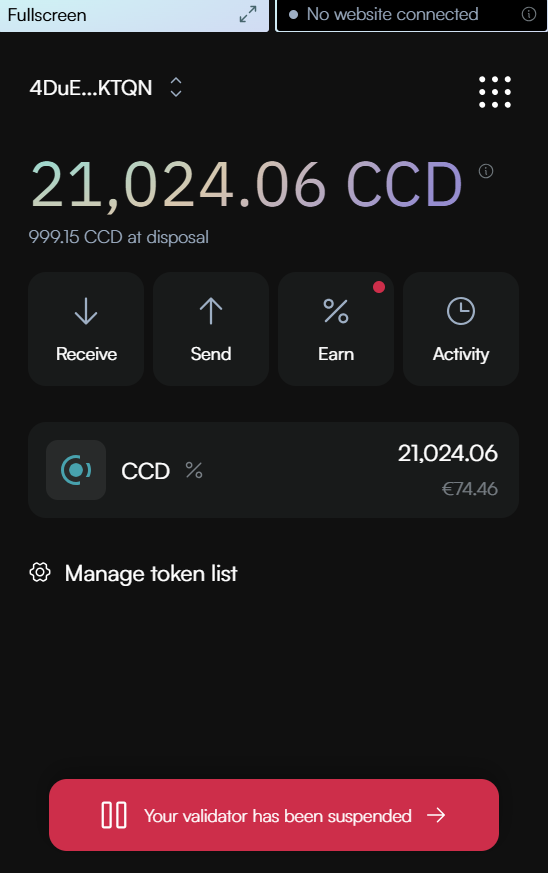 Fullscreen
No website connected
4DuE...KTQN
21,024.06 CCD
999.15 CCD at disposal
Receive
Send
Earn
Activity
CCD %
21,024.06
€74.46
Manage token list
Your validator has been suspended